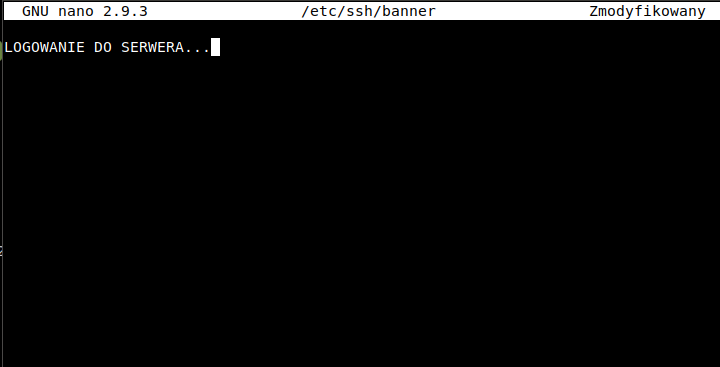 GNU nano 2.9.3 /etc/ssh/banner Zmodyfikowany
LOGOWANIE DO SERWERA...